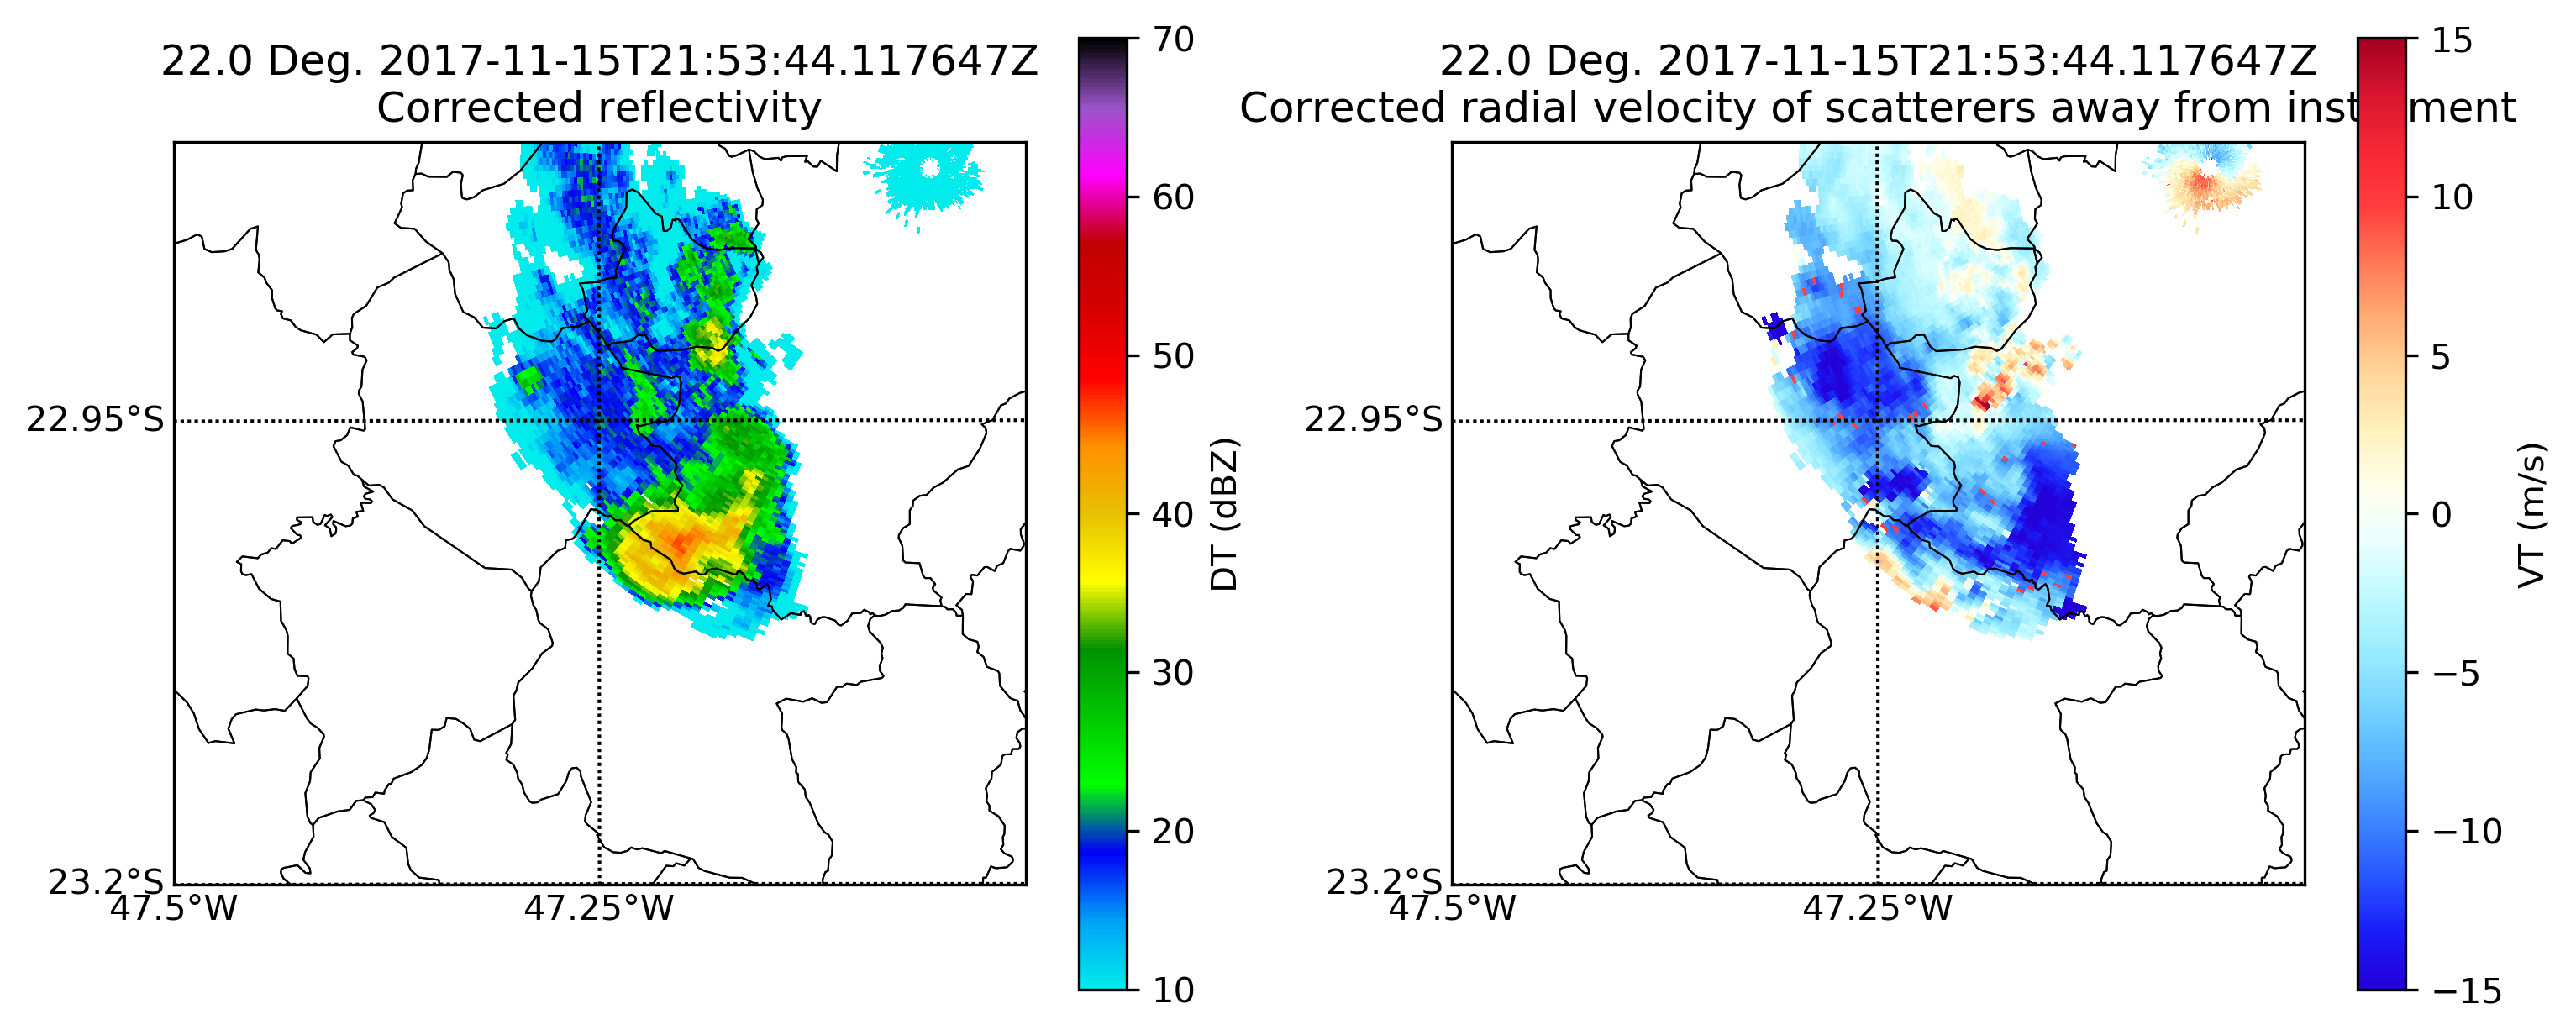 22.0 Deg. 2017-11-15T21:53:44.117647Z
Corrected reflectivity
22.95°S
23.2°S
47.5°W
47.25°W
70
60
50
40
30
20
10
DT (dBZ)
22.0 Deg. 2017-11-15T21:53:44.117647Z
Corrected radial velocity of scatterers away from
22.95°S
23.2°S
47.5°W
47.25°W
15
10
5
0
−5
−10
−15
VT (m/s)